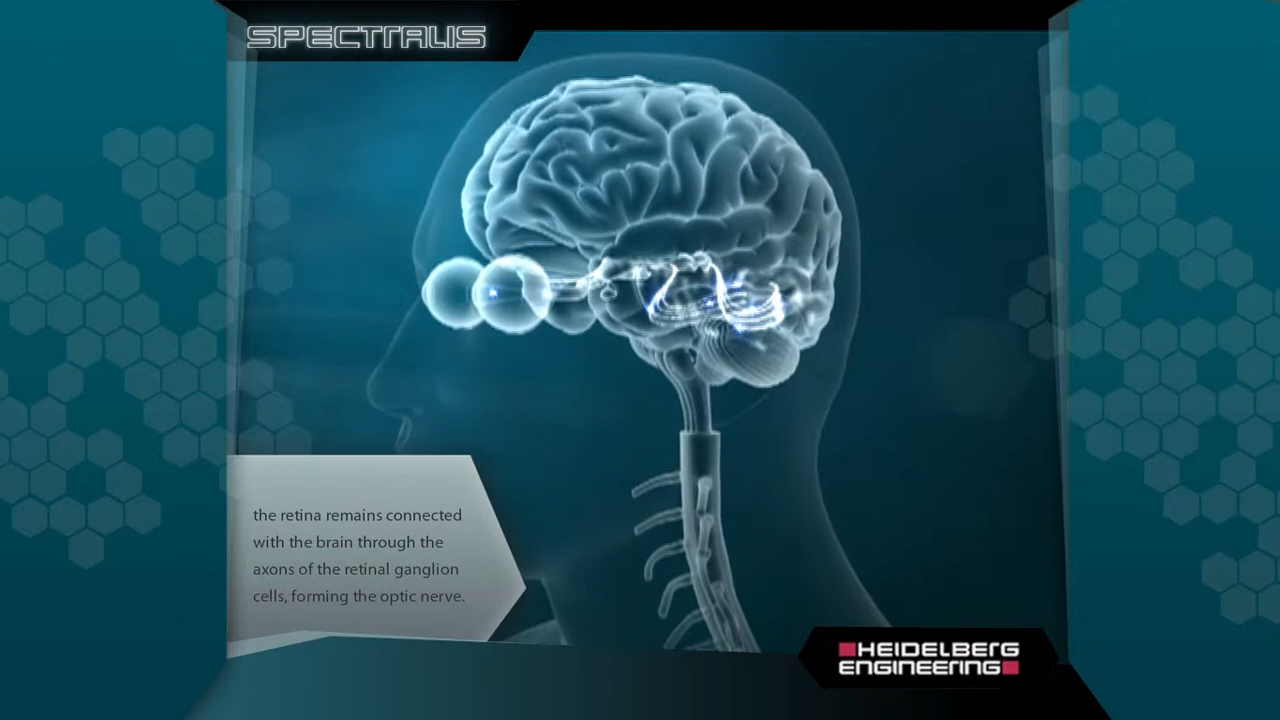 SPECTRALIS
the retina remains connected
with the brain through the
axons of the retinal ganglion
cells, forming the optic nerve.
HEIDELBERG
ENGINEERING